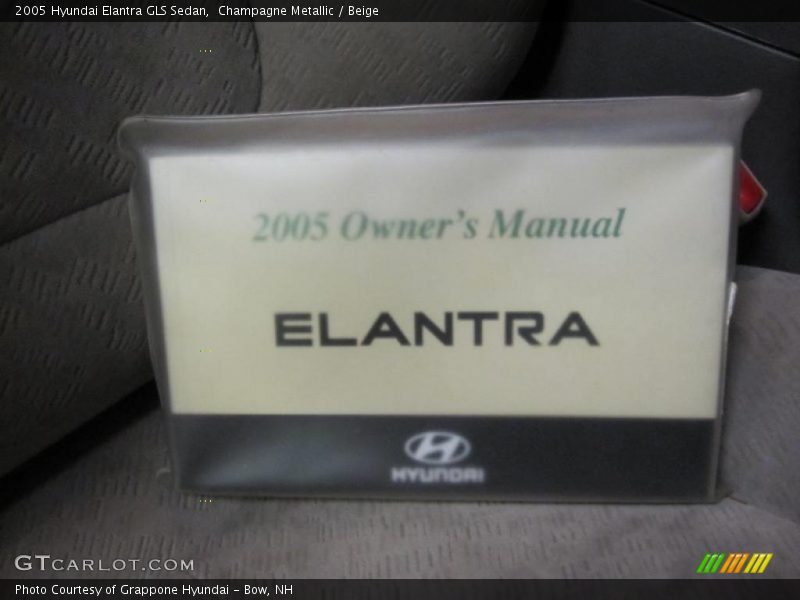 2005 Hyundai Elantra GLS Sedan,  Champagne Metallic / Beige
2005 Owner's Manual
ELANTRA
HYUNDAI
GTCARLOT.COM
Photo Courtesy of Grappone Hyundai - Bow, NH